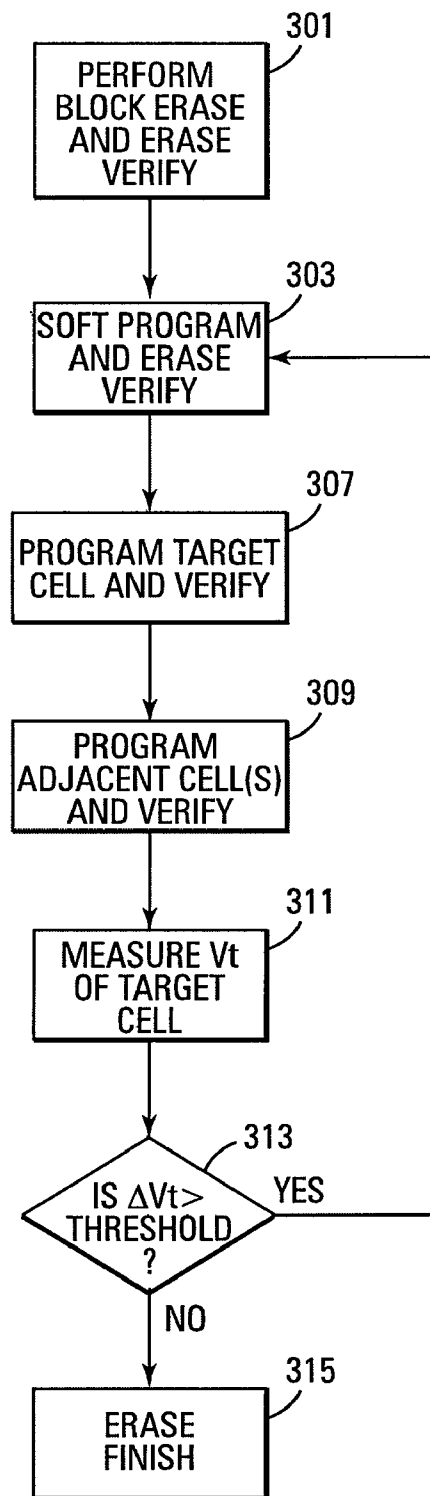 301
PERFORM
BLOCK ERASE
AND ERASE
VERIFY
303
SOFT PROGRAM
AND ERASE
VERIFY
307
PROGRAM TARGET
CELL AND VERIFY
309
PROGRAM
ADJACENT CELL(S)
AND VERIFY
311
MEASURE Vt
OF TARGET
CELL
313
IS ΔVt>
THRESHOLD
?
YES
NO
315
ERASE
FINISH